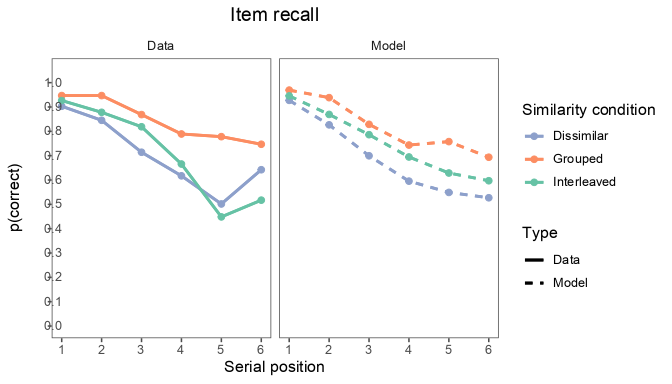 Item recall
Data
Model
1.0
0.9
0.8
0.7
0.6
0.5
0.4
0.3
0.2
0.1
0.0
p(correct)
1 2 3 4 5 6
1 2 3 4 5 6
Serial position
Similarity condition
Dissimilar
Grouped
Interleaved
Type
Data
Model